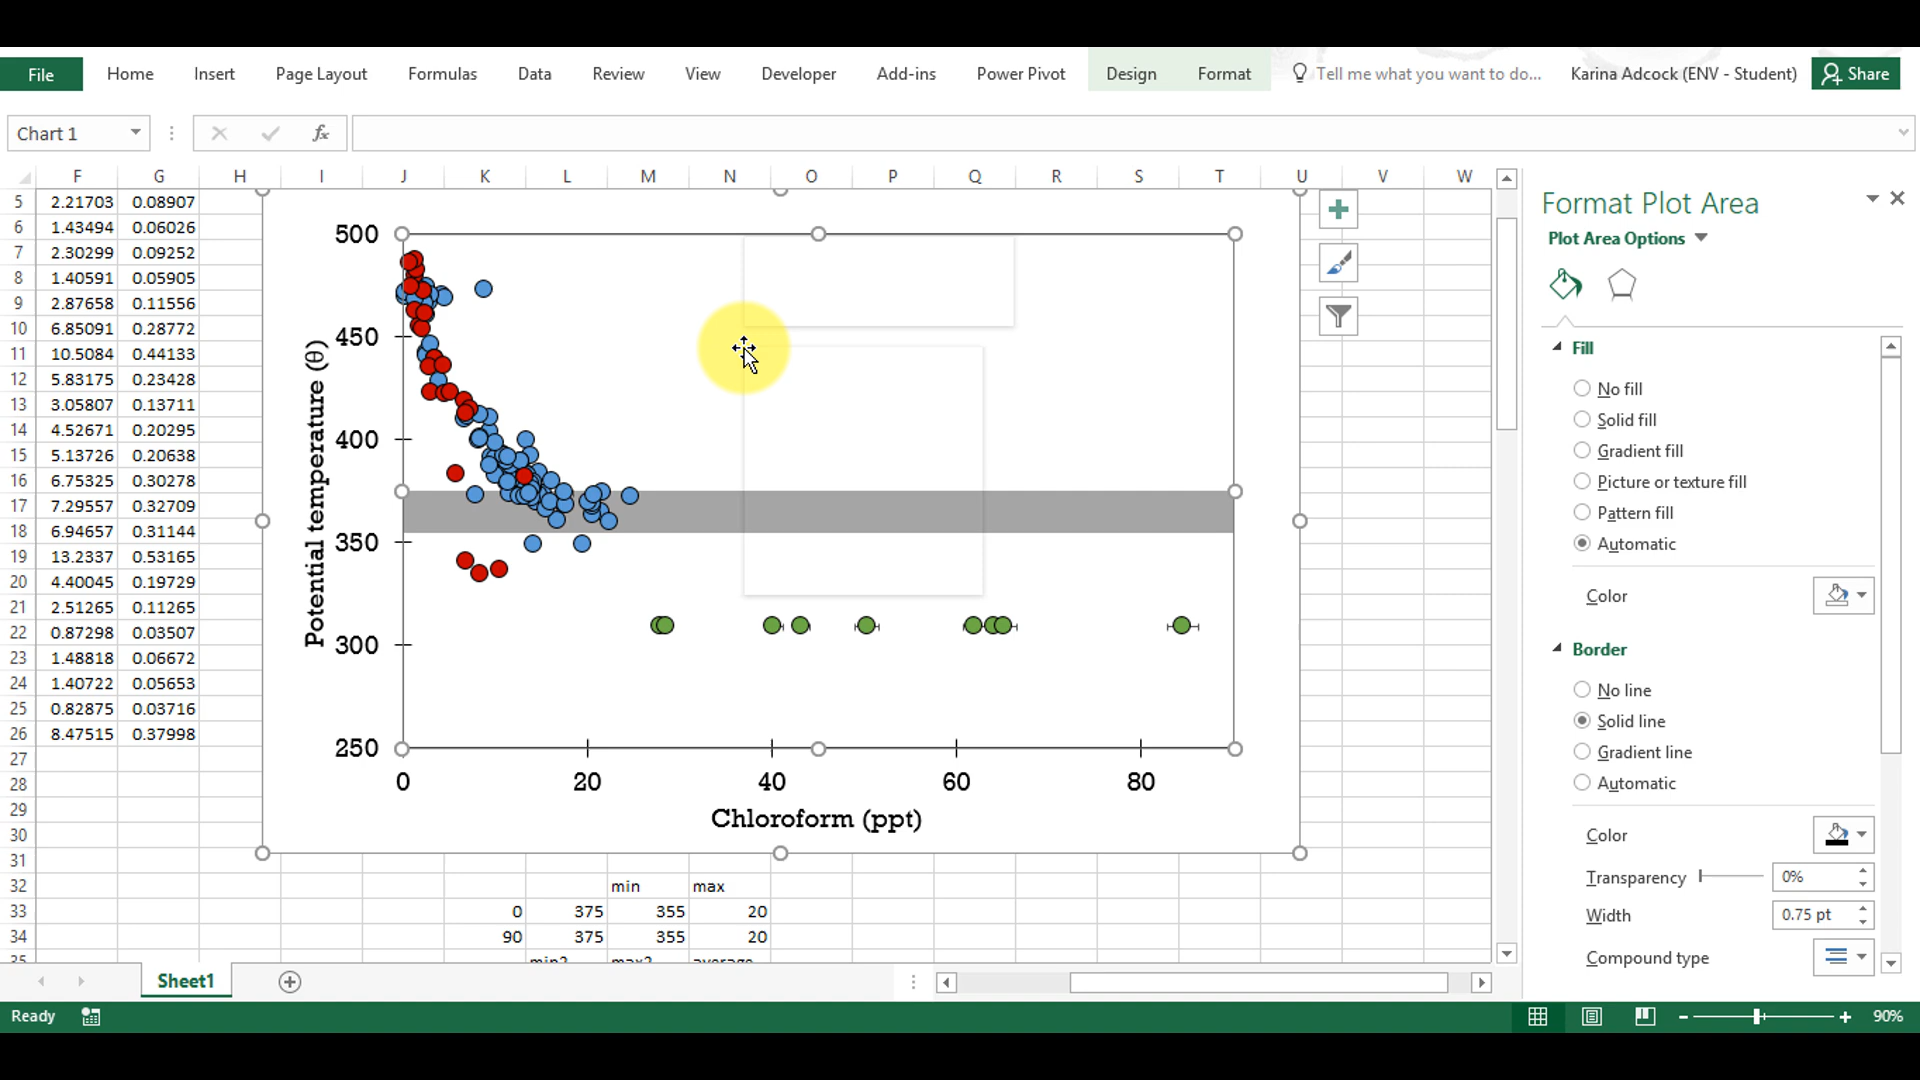 File Home Insert Page Layout Formulas Data Review View Developer Add-ins Power Pivot Design Format Tell me what you want to do... Karina Adcock (ENV - Student) Share
Chart 1 fx
F G H I J K L M N O P Q R S T U V W
5 2.21703 0.08907
6 1.43494 0.06026
7 2.30299 0.09252
8 1.40591 0.05905
9 2.87658 0.11556
10 6.85091 0.28772
11 10.5084 0.44133
12 5.83175 0.23428
13 3.05807 0.13711
14 4.52671 0.20295
15 5.13726 0.20638
16 6.75325 0.30278
17 7.29557 0.32709
18 6.94657 0.31144
19 13.2337 0.53165
20 4.40045 0.19729
21 2.51265 0.11265
22 0.87298 0.03507
23 1.48818 0.06672
24 1.40722 0.05653
25 0.82875 0.03716
26 8.47515 0.37998
27
28
29
30
31
32 min max
33 0 375 355 20
34 90 375 355 20
35 min2 max2 average
500
450
400
350
300
250
Potential temperature (θ)
0 20 40 60 80
Chloroform (ppt)
Format Plot Area
Plot Area Options
Fill
No fill
Solid fill
Gradient fill
Picture or texture fill
Pattern fill
Automatic
Color
Border
No line
Solid line
Gradient line
Automatic
Color
Transparency 0%
Width 0.75 pt
Compound type
Sheet1
Ready 90%